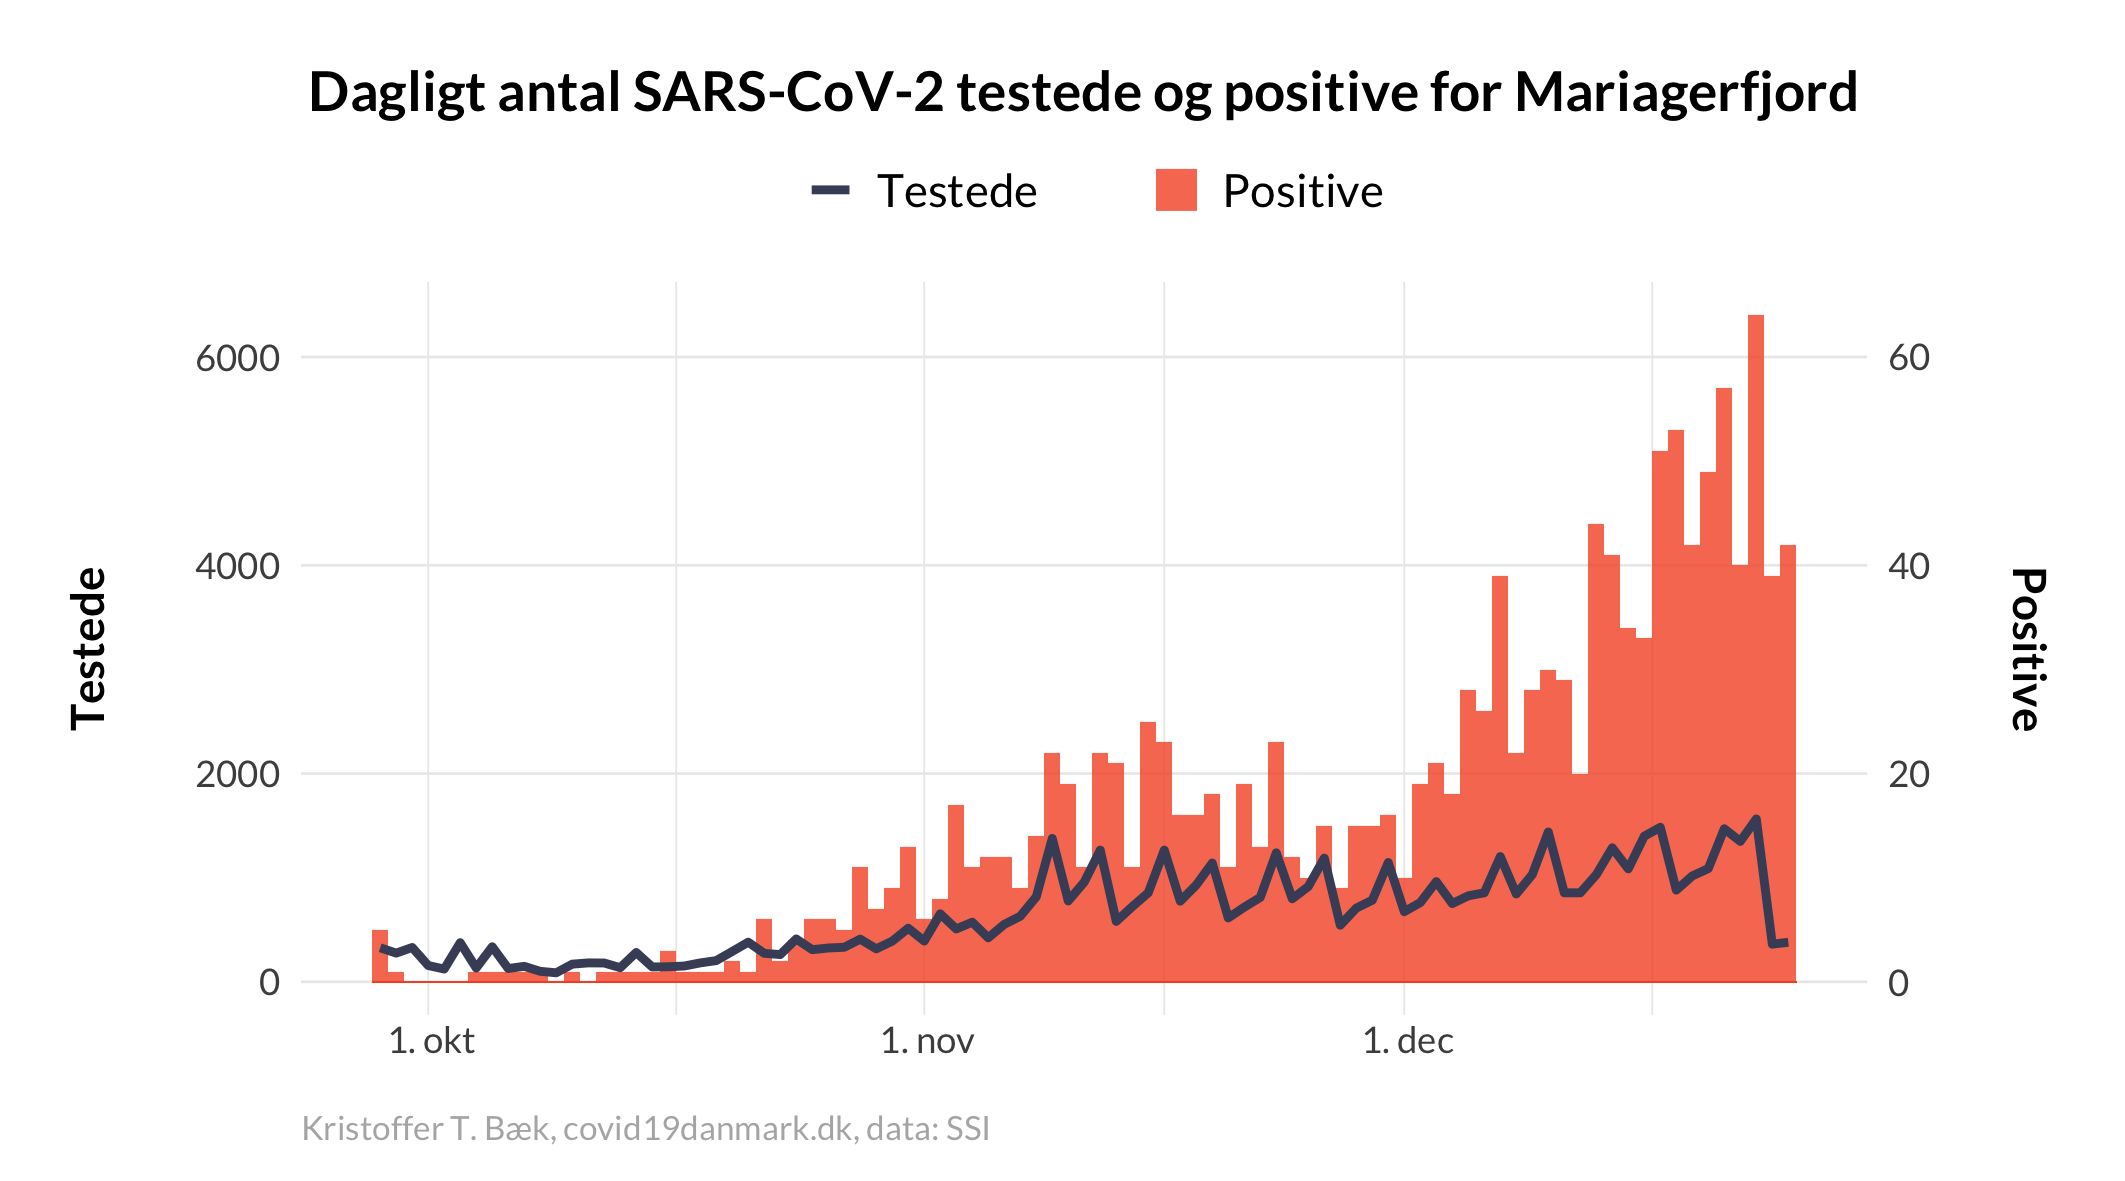 Dagligt antal SARS-CoV-2 testede og positive for Mariagerfjord
Testede Positive
6000 60
4000 40
Testede Positive
2000 20
0 0
1. okt 1. nov 1. dec
Kristoffer T. Bæk, covid19danmark.dk, data: SSI